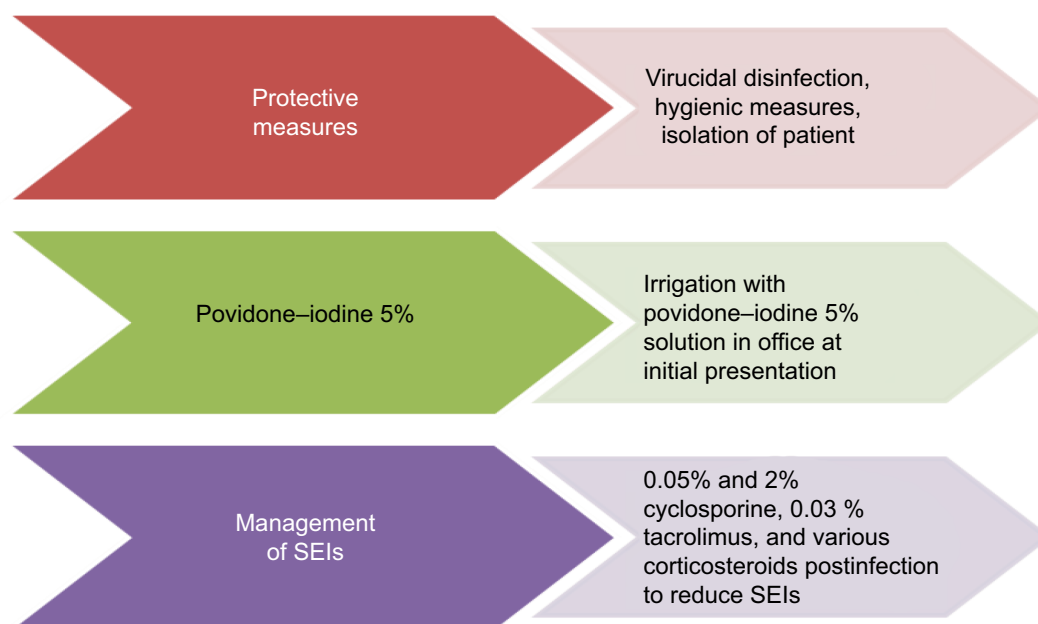 Protective
measures
Virucidal disinfection,
hygienic measures,
isolation of patient
Povidone–iodine 5%
Irrigation with
povidone–iodine 5%
solution in office at
initial presentation
Management
of SEIs
0.05% and 2%
cyclosporine, 0.03 %
tacrolimus, and various
corticosteroids postinfection
to reduce SEIs